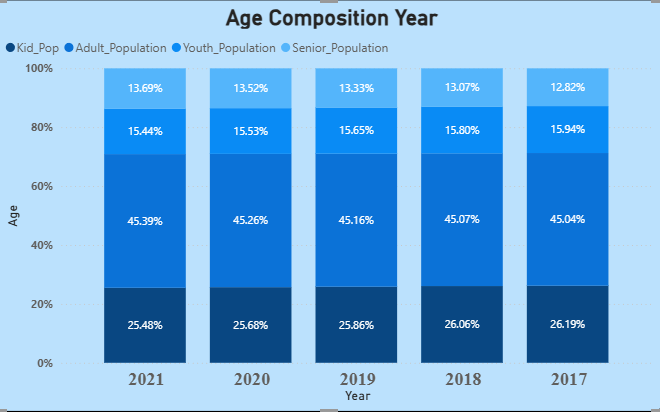 Age Composition Year
Kid_Pop Adult_Population Youth_Population Senior_Population
100%
13.69% 13.52% 13.33% 13.07% 12.82%
80%
15.44% 15.53% 15.65% 15.80% 15.94%
60%
Age
45.39% 45.26% 45.16% 45.07% 45.04%
40%
20%
25.48% 25.68% 25.86% 26.06% 26.19%
0%
2021 2020 2019 2018 2017
Year